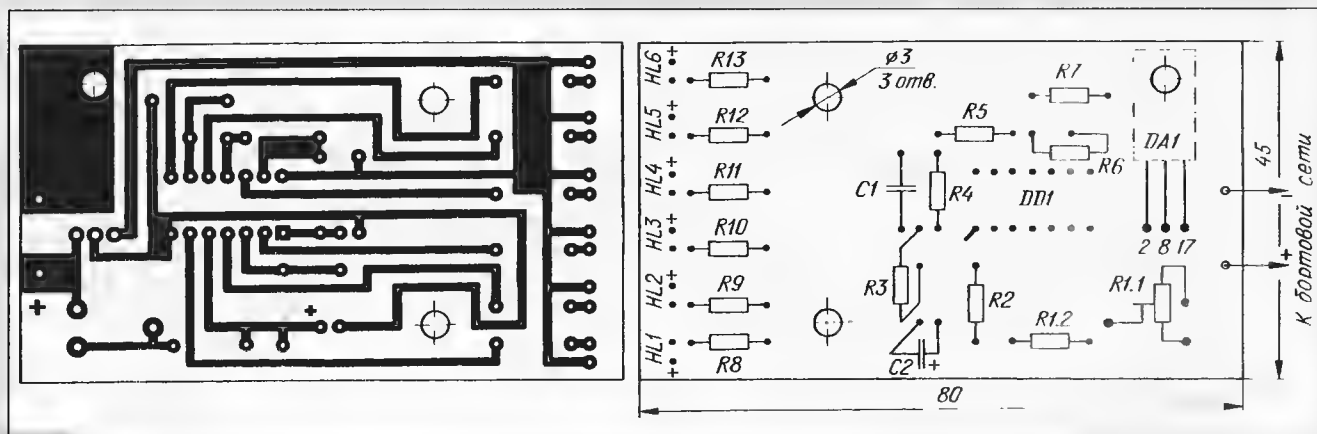 +
+
HL6
+
R13
HL5
+
R12
HL4
+
R11
HL3
+
R10
HL2
+
R9
HL1
+
R8
ø3
3 отв.
R7
R5
R6
DA1
C1
R4
DD1
2 8 17
R3
R2
R1.1
R1.2
C2
+
45
80
–
+
К бортовой сети